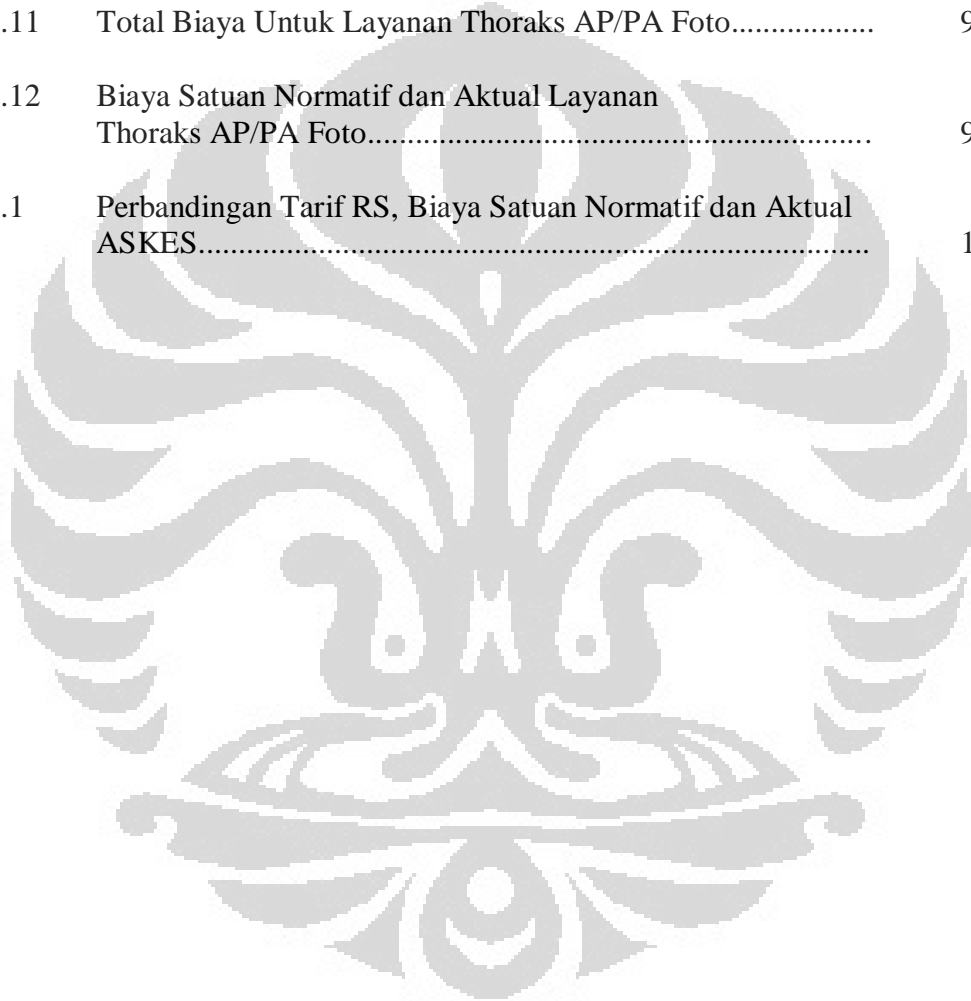 .11 Total Biaya Untuk Layanan Thoraks AP/PA Foto.................. 9
.12 Biaya Satuan Normatif dan Aktual Layanan
Thoraks AP/PA Foto............................................................... 9
.1 Perbandingan Tarif RS, Biaya Satuan Normatif dan Aktual
ASKES.................................................................................... 1